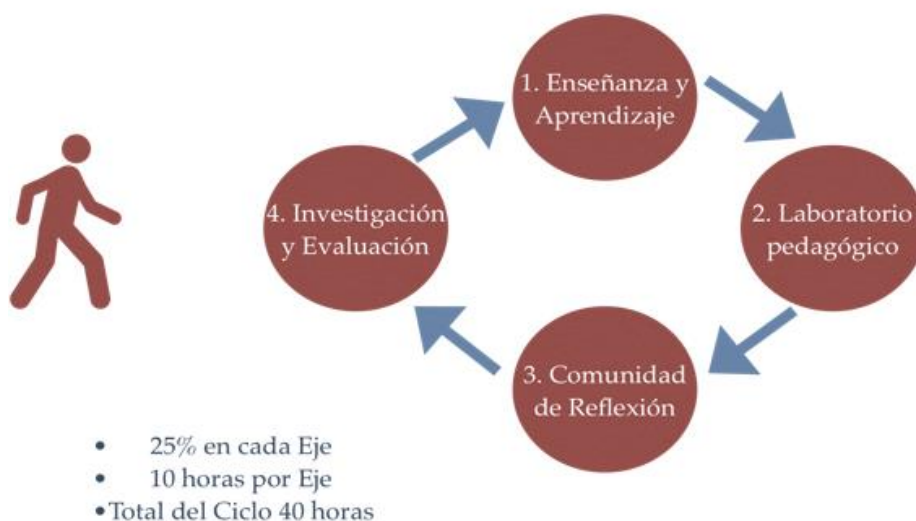 1. Enseñanza y
Aprendizaje
2. Laboratorio
pedagógico
3. Comunidad
de Reflexión
4. Investigación
y Evaluación
• 25% en cada Eje
• 10 horas por Eje
•Total del Ciclo 40 horas